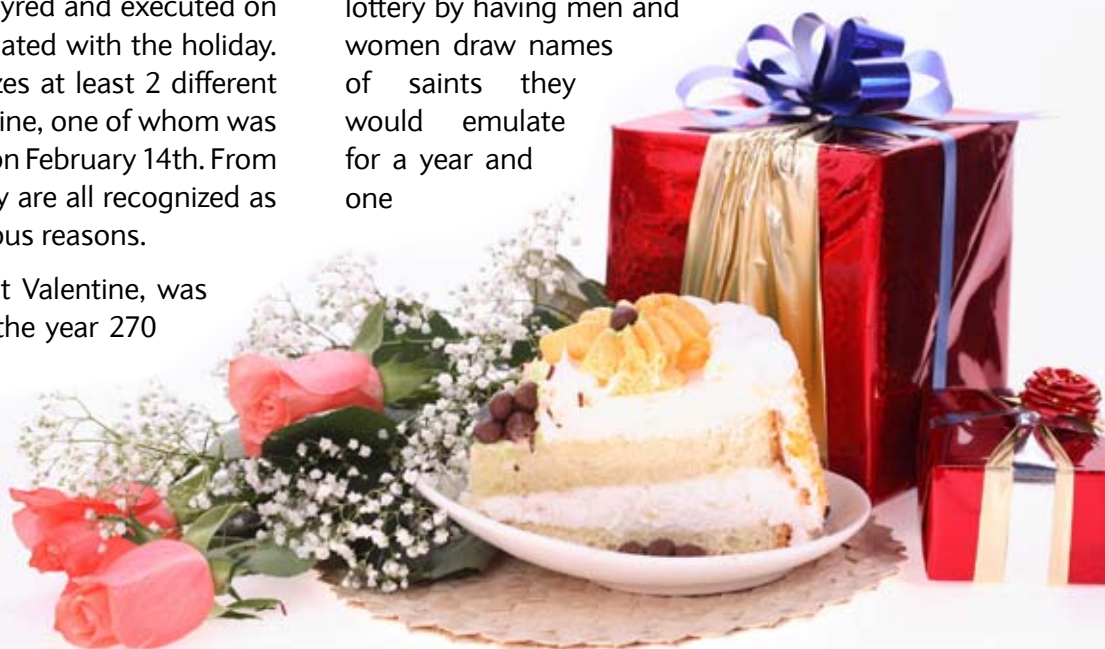 yred and executed on
ated with the holiday.
zes at least 2 different
ine, one of whom was
on February 14th. From
y are all recognized as
ous reasons.
t Valentine, was
the year 270
lottery by having men and
women draw names
of saints they
would emulate
for a year and
one